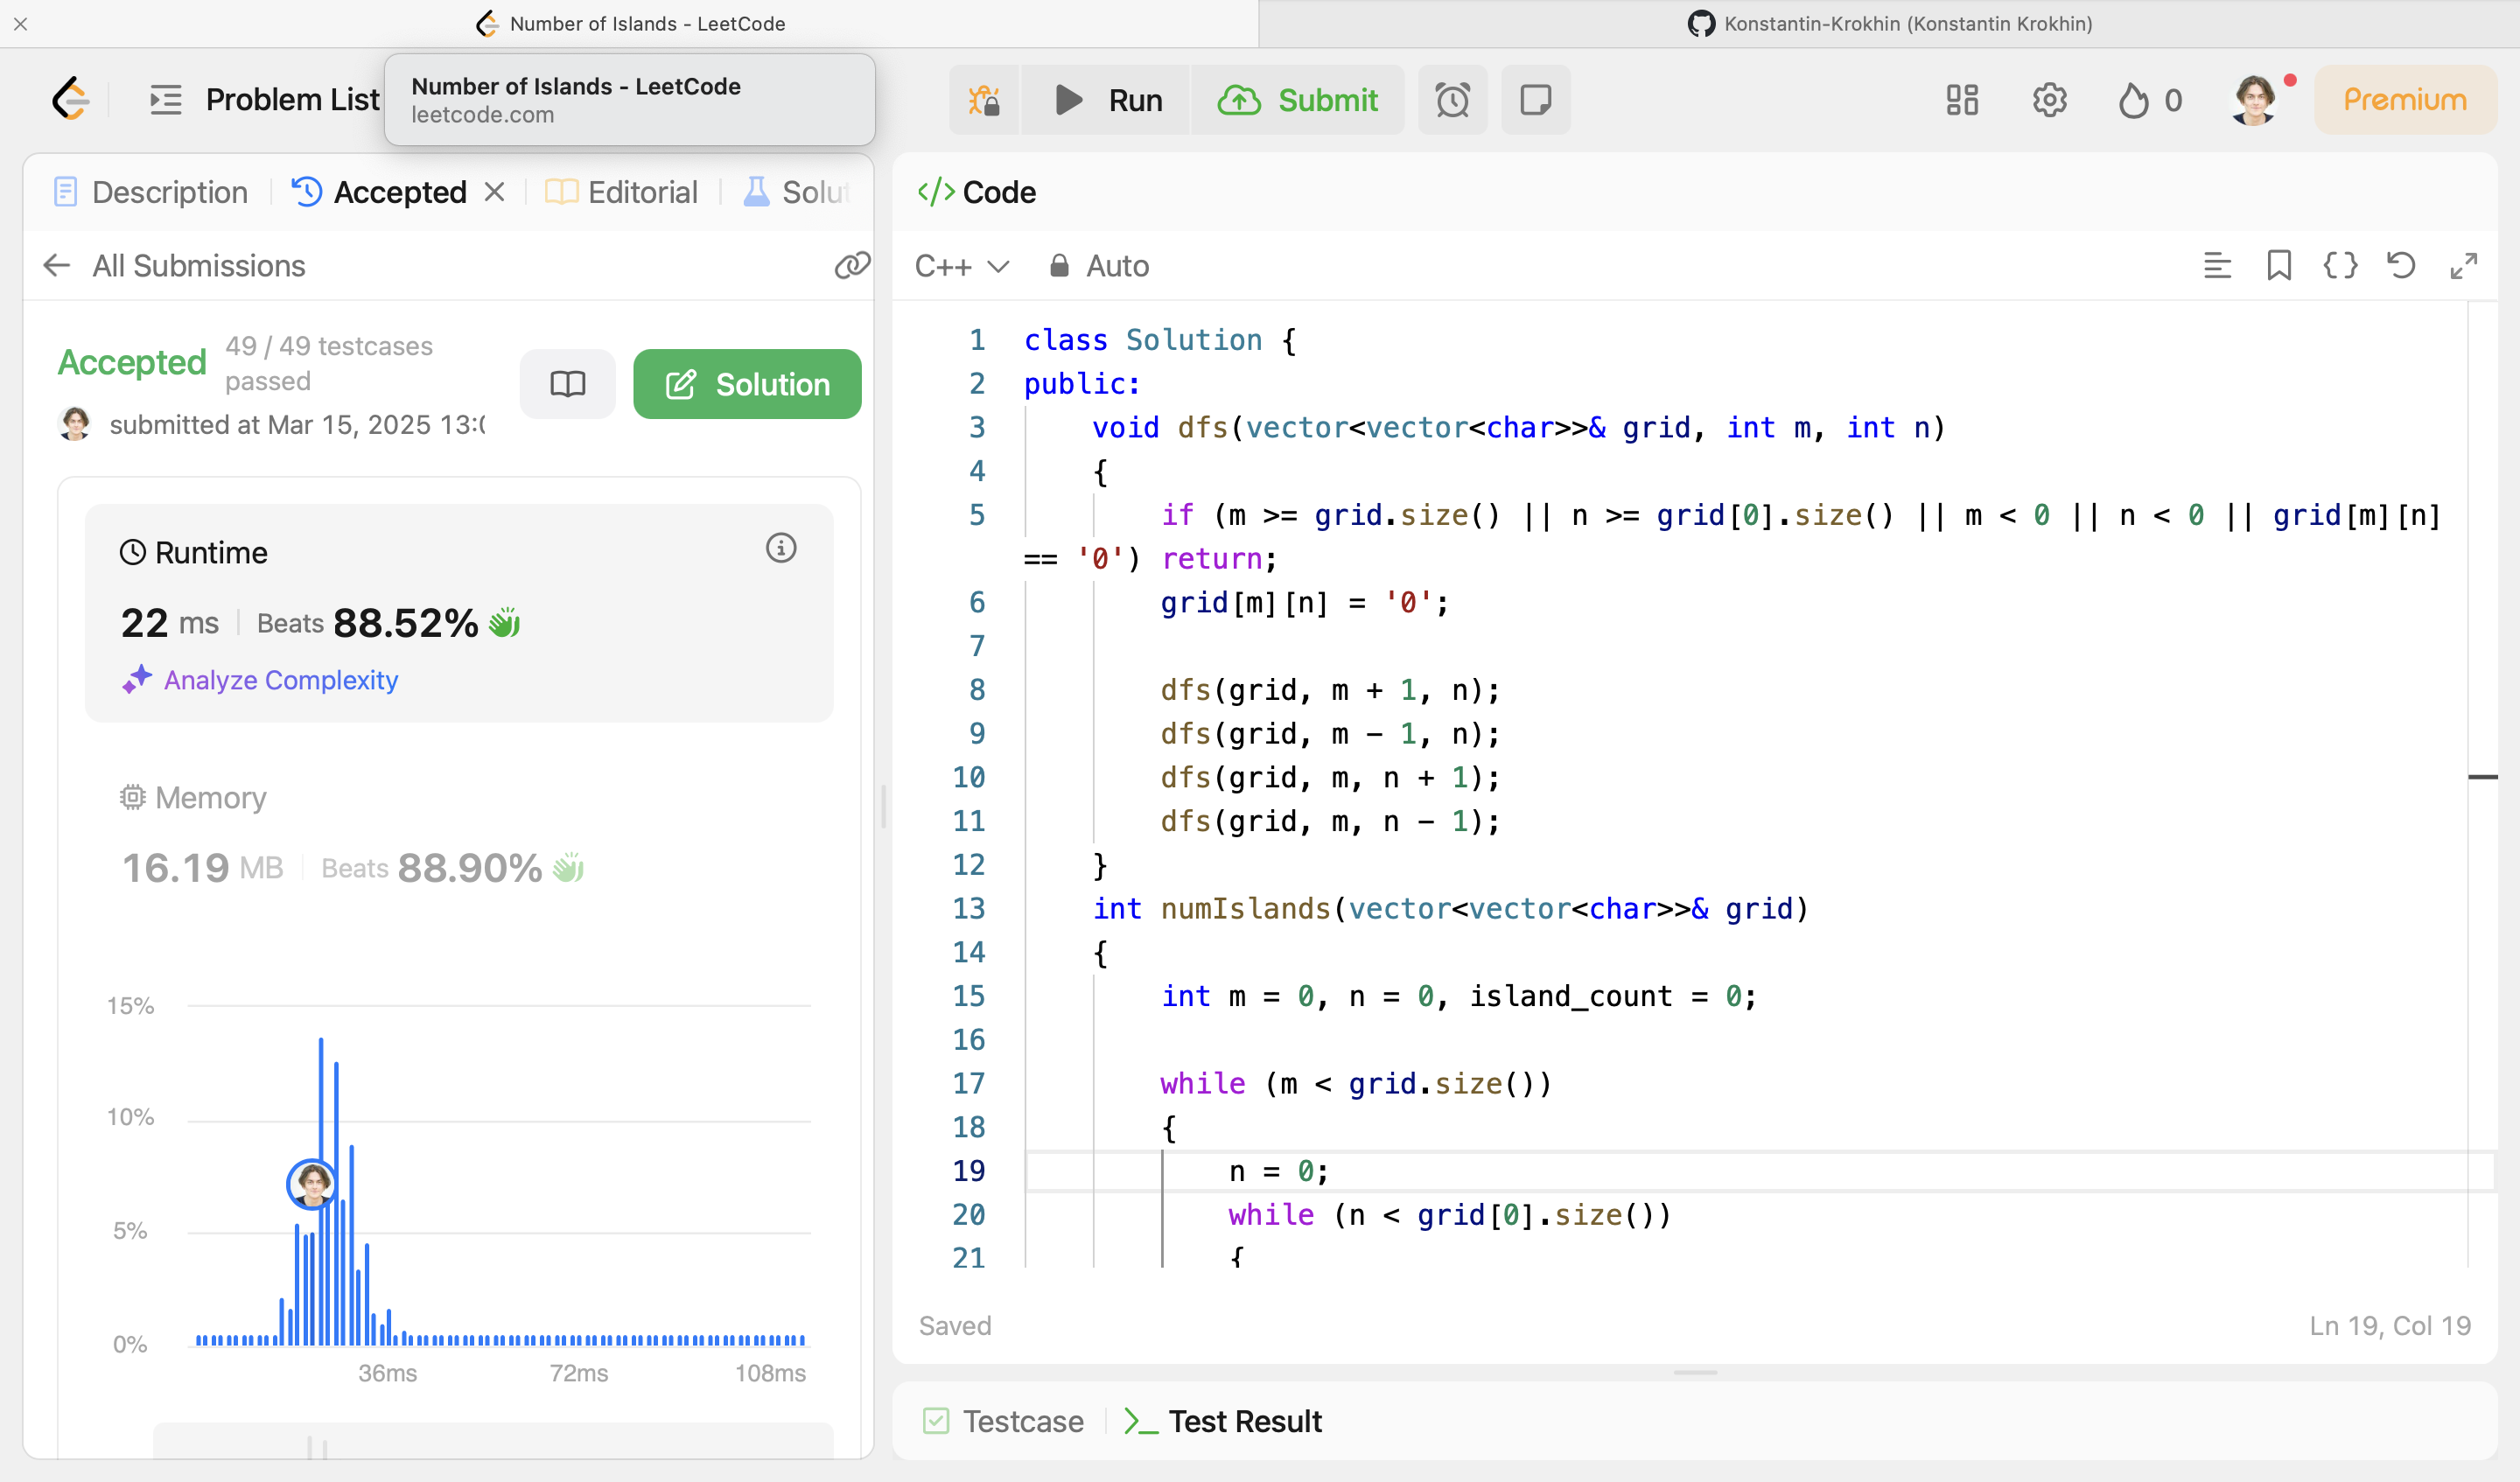 Number of Islands - LeetCode
Konstantin-Krokhin (Konstantin Krokhin)
Problem List
Number of Islands - LeetCode
leetcode.com
Run
Submit
0
Premium
Description
Accepted
Editorial
Solut
All Submissions
Accepted
49 / 49 testcases
passed
Solution
submitted at Mar 15, 2025 13:0
Runtime
22 ms
Beats 88.52%
Analyze Complexity
Memory
16.19 MB
Beats 88.90%
15%
10%
5%
0%
36ms
72ms
108ms
</> Code
C++
Auto
1 class Solution {
2 public:
3 void dfs(vector<vector<char>>& grid, int m, int n)
4 {
5 if (m >= grid.size() || n >= grid[0].size() || m < 0 || n < 0 || grid[m][n]
== '0') return;
6 grid[m][n] = '0';
7
8 dfs(grid, m + 1, n);
9 dfs(grid, m - 1, n);
10 dfs(grid, m, n + 1);
11 dfs(grid, m, n - 1);
12 }
13 int numIslands(vector<vector<char>>& grid)
14 {
15 int m = 0, n = 0, island_count = 0;
16
17 while (m < grid.size())
18 {
19 n = 0;
20 while (n < grid[0].size())
21 {
Saved
Ln 19, Col 19
Testcase
Test Result